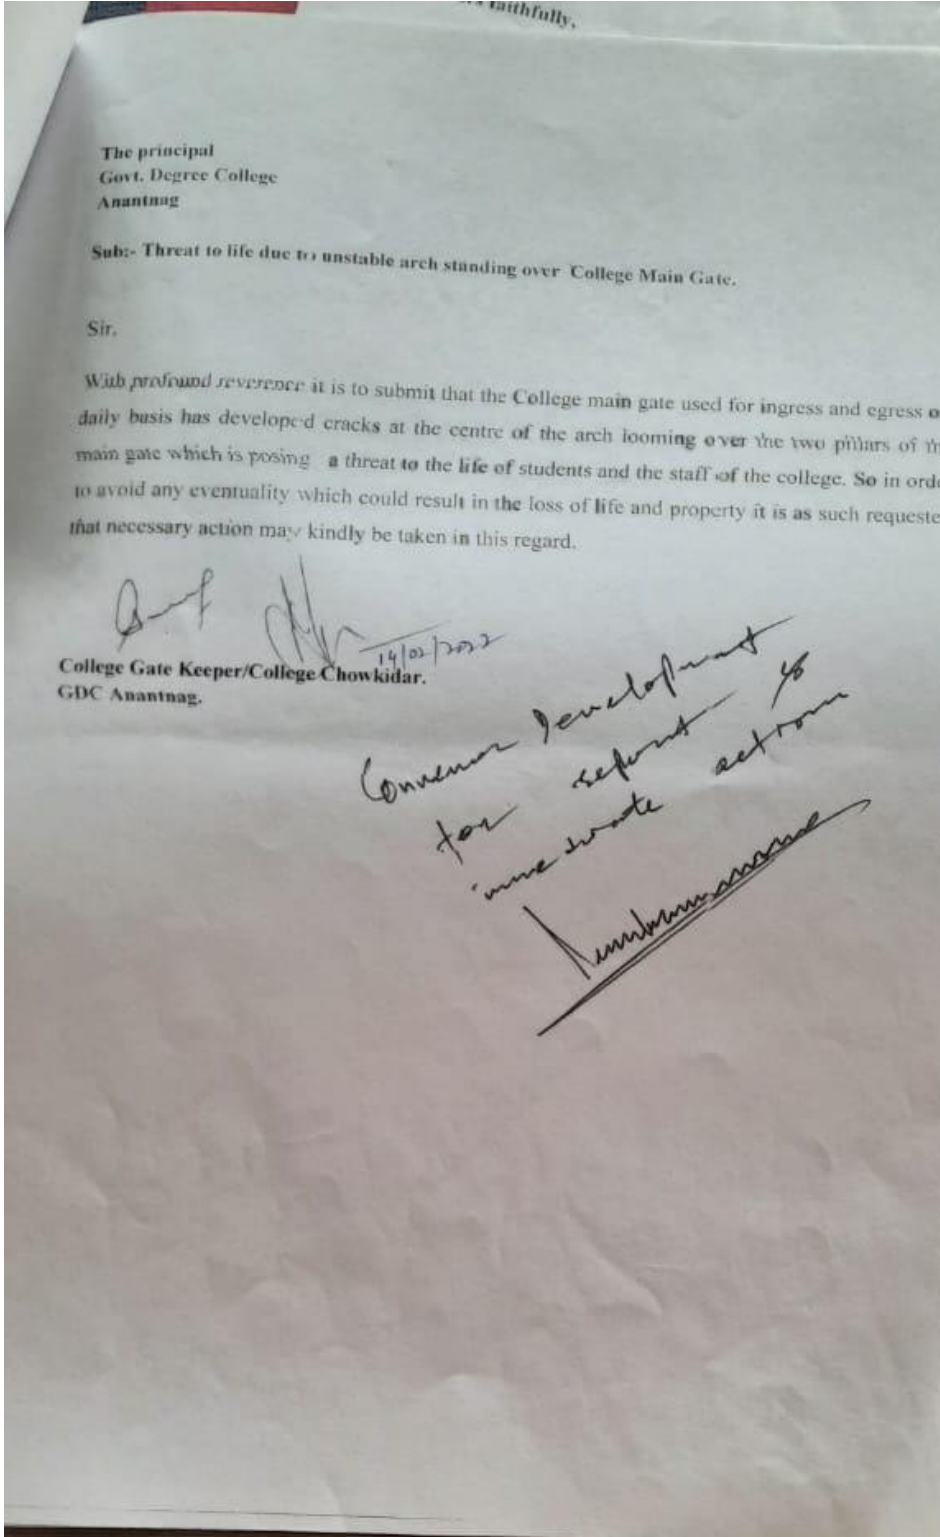 faithfully,
The principal
Govt. Degree College
Anantnag
Sub:- Threat to life due to unstable arch standing over College Main Gate.
Sir,
With profound reverence it is to submit that the College main gate used for ingress and egress o
daily basis has developed cracks at the centre of the arch looming over the two pillars of th
main gate which is posing a threat to the life of students and the staff of the college. So in orde
to avoid any eventuality which could result in the loss of life and property it is as such requeste
that necessary action may kindly be taken in this regard.
14/02/2022
College Gate Keeper/College Chowkidar.
GDC Anantnag.
Convenor Development
for report &
immediate action